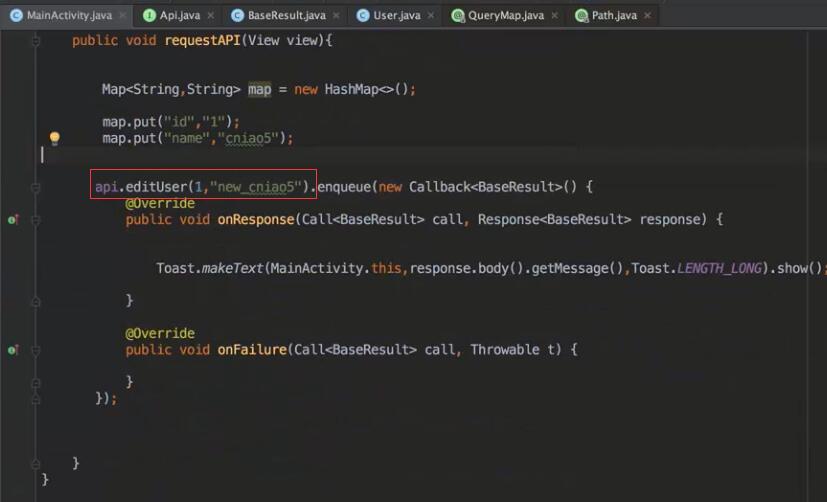 MainActivity.java Api.java BaseResult.java User.java QueryMap.java Path.java
public void requestAPI(View view){
Map<String,String> map = new HashMap<>();
map.put("id","1");
map.put("name","cniao5");
api.editUser(1,"new_cniao5").enqueue(new Callback<BaseResult>() {
@Override
public void onResponse(Call<BaseResult> call, Response<BaseResult> response) {
Toast.makeText(MainActivity.this,response.body().getMessage(),Toast.LENGTH_LONG).show();
}
@Override
public void onFailure(Call<BaseResult> call, Throwable t) {
}
});
}
}